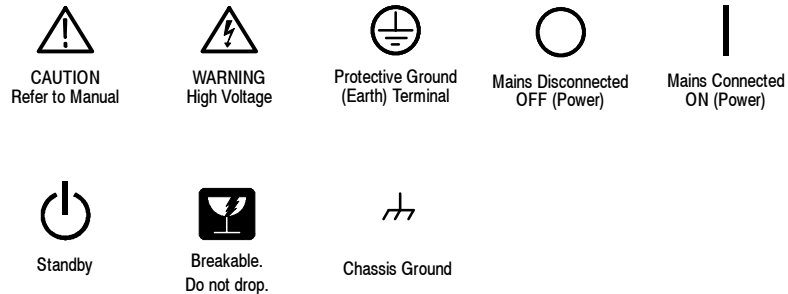 CAUTION
Refer to Manual
WARNING
High Voltage
Protective Ground
(Earth) Terminal
Mains Disconnected
OFF (Power)
Mains Connected
ON (Power)
Standby
Breakable.
Do not drop.
Chassis Ground